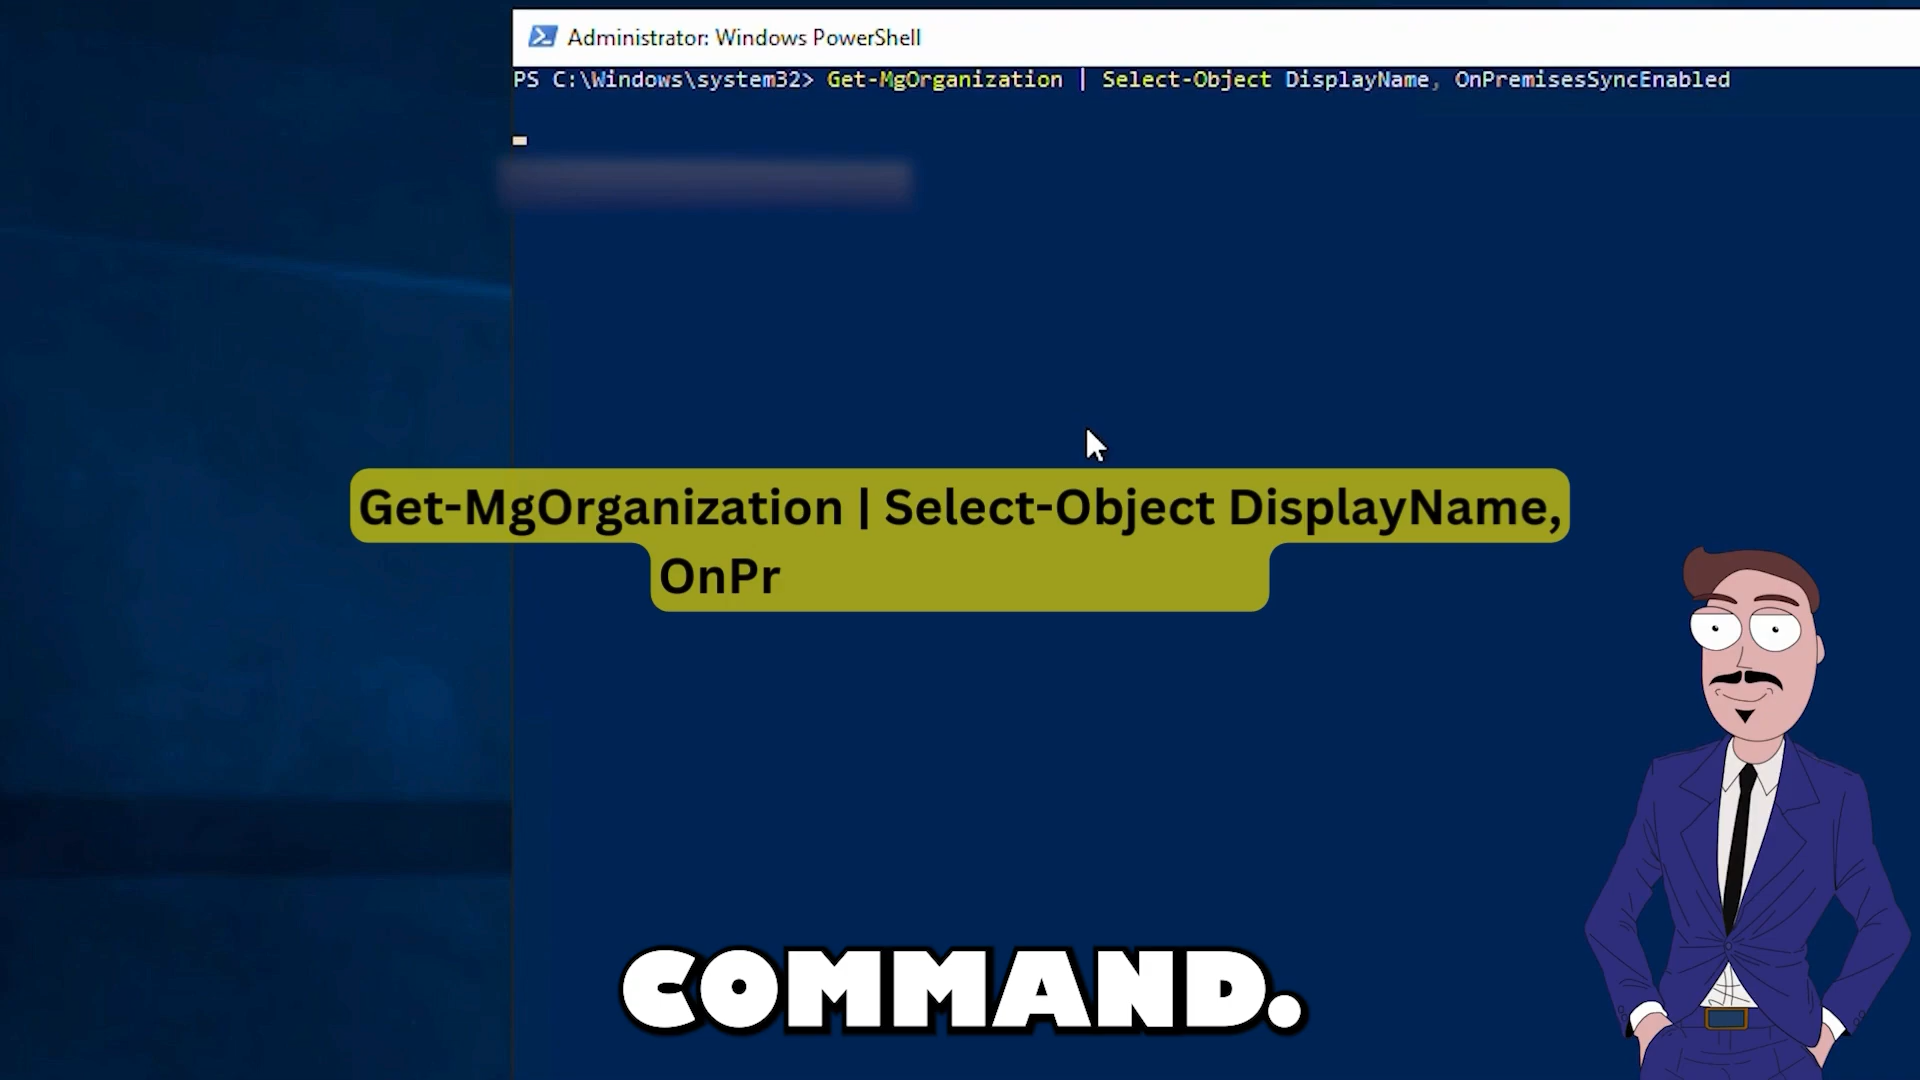 Administrator: Windows PowerShell
PS C:\Windows\system32> Get-MgOrganization | Select-Object DisplayName, OnPremisesSyncEnabled
Get-MgOrganization | Select-Object DisplayName,
OnPr
COMMAND.